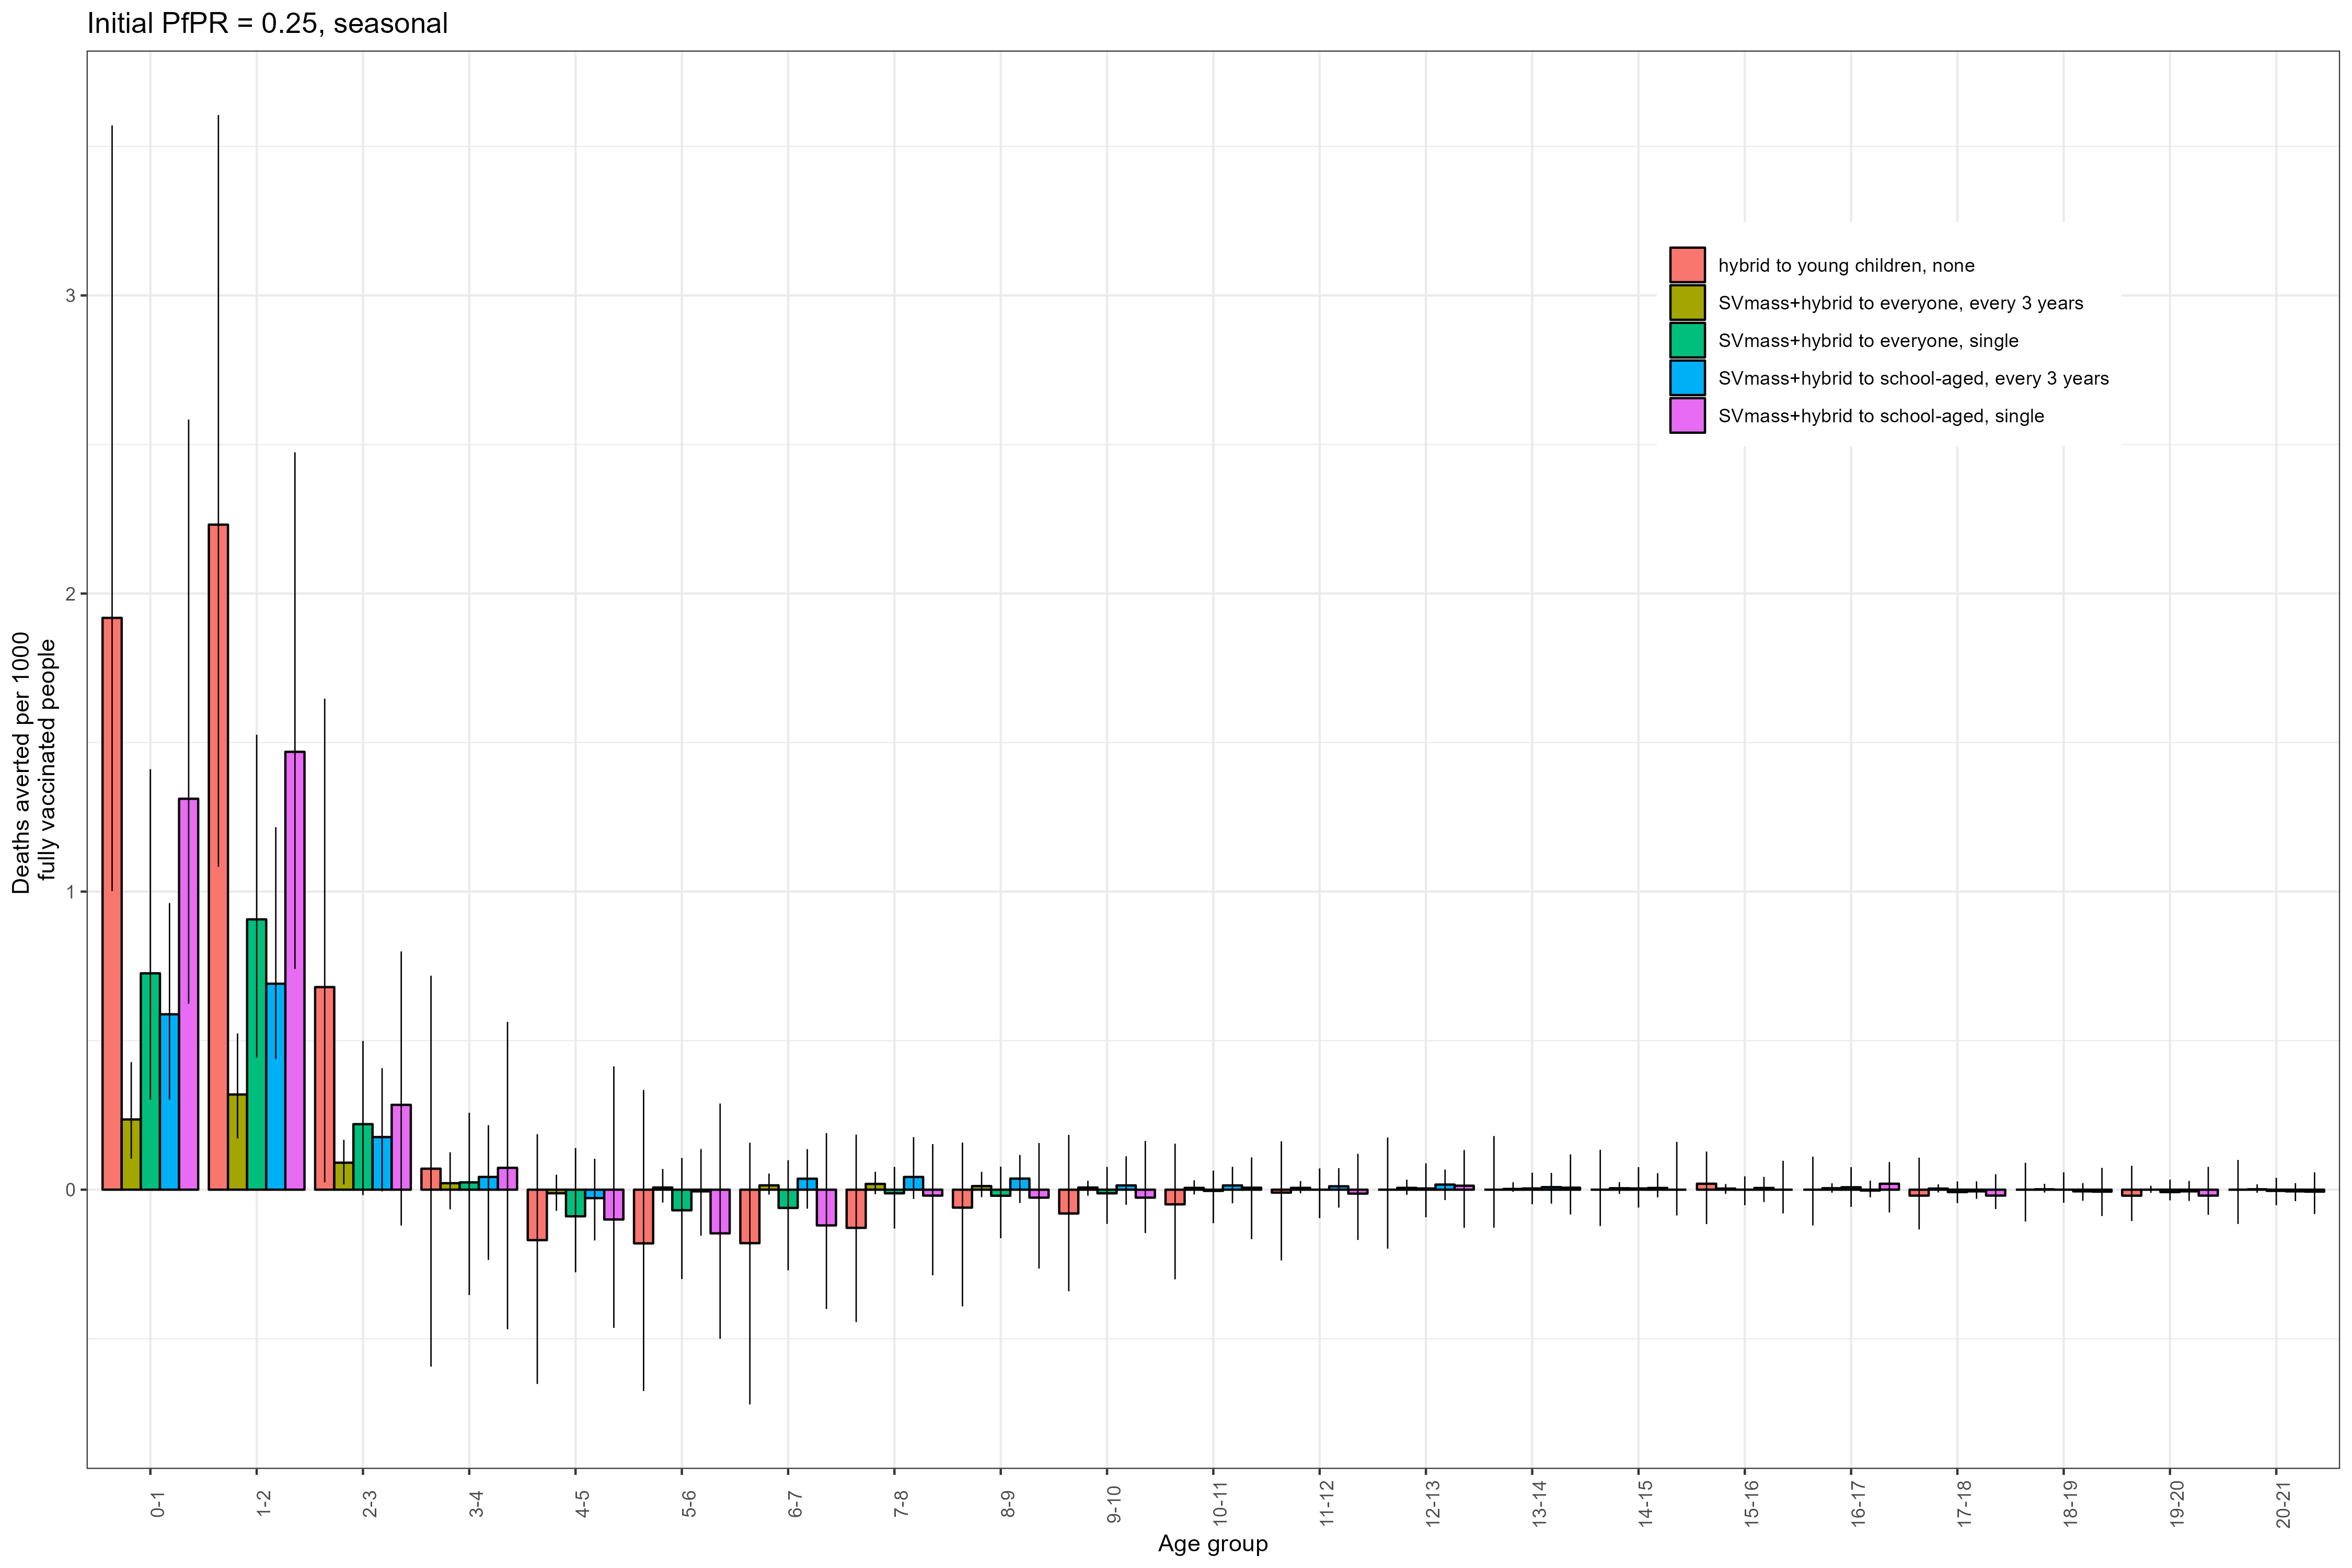 Initial PfPR = 0.25, seasonal
Deaths averted per 1000
fully vaccinated people
3
2
1
0
hybrid to young children, none
SVmass+hybrid to everyone, every 3 years
SVmass+hybrid to everyone, single
SVmass+hybrid to school-aged, every 3 years
SVmass+hybrid to school-aged, single
0-1
1-2
2-3
3-4
4-5
5-6
6-7
7-8
8-9
9-10
10-11
11-12
12-13
13-14
14-15
15-16
16-17
17-18
18-19
19-20
20-21
Age group